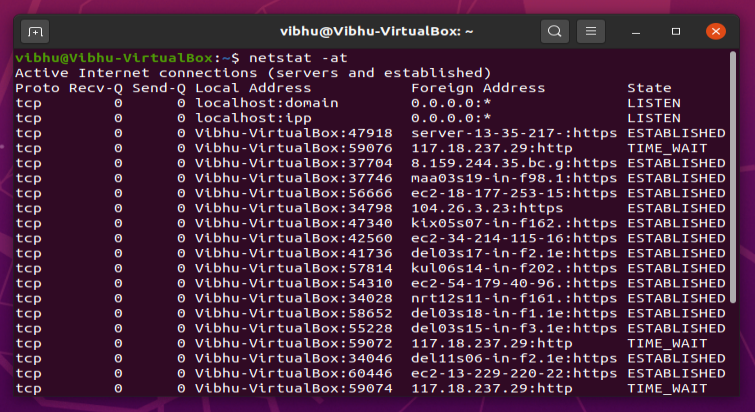 vibhu@Vibhu-VirtualBox: ~
vibhu@Vibhu-VirtualBox:~$ netstat -at
Active Internet connections (servers and established)
Proto Recv-Q Send-Q Local Address           Foreign Address         State
tcp        0      0 localhost:domain        0.0.0.0:*               LISTEN
tcp        0      0 localhost:ipp           0.0.0.0:*               LISTEN
tcp        0      0 Vibhu-VirtualBox:47918  server-13-35-217-:https ESTABLISHED
tcp        0      0 Vibhu-VirtualBox:59076  117.18.237.29:http      TIME_WAIT
tcp        0      0 Vibhu-VirtualBox:37704  8.159.244.35.bc.g:https ESTABLISHED
tcp        0      0 Vibhu-VirtualBox:37746  maa03s19-in-f98.1:https ESTABLISHED
tcp        0      0 Vibhu-VirtualBox:56666  ec2-18-177-253-15:https ESTABLISHED
tcp        0      0 Vibhu-VirtualBox:34798  104.26.3.23:https       ESTABLISHED
tcp        0      0 Vibhu-VirtualBox:47340  kix05s07-in-f162.:https ESTABLISHED
tcp        0      0 Vibhu-VirtualBox:42560  ec2-34-214-115-16:https ESTABLISHED
tcp        0      0 Vibhu-VirtualBox:41736  del03s17-in-f2.1e:https ESTABLISHED
tcp        0      0 Vibhu-VirtualBox:57814  kul06s14-in-f202.:https ESTABLISHED
tcp        0      0 Vibhu-VirtualBox:54310  ec2-54-179-40-96.:https ESTABLISHED
tcp        0      0 Vibhu-VirtualBox:34028  nrt12s11-in-f161.:https ESTABLISHED
tcp        0      0 Vibhu-VirtualBox:58652  del03s18-in-f1.1e:https ESTABLISHED
tcp        0      0 Vibhu-VirtualBox:55228  del03s15-in-f3.1e:https ESTABLISHED
tcp        0      0 Vibhu-VirtualBox:59072  117.18.237.29:http      TIME_WAIT
tcp        0      0 Vibhu-VirtualBox:34046  del11s06-in-f2.1e:https ESTABLISHED
tcp        0      0 Vibhu-VirtualBox:60446  ec2-13-229-220-22:https ESTABLISHED
tcp        0      0 Vibhu-VirtualBox:59074  117.18.237.29:http      TIME_WAIT